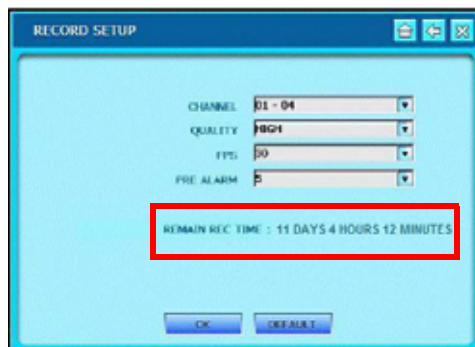 RECORD SETUP
CHANNEL 01 - 04
QUALITY HIGH
FPS 30
PRE ALARM 5
REMAIN REC TIME : 11 DAYS 4 HOURS 12 MINUTES
OK DEFAULT